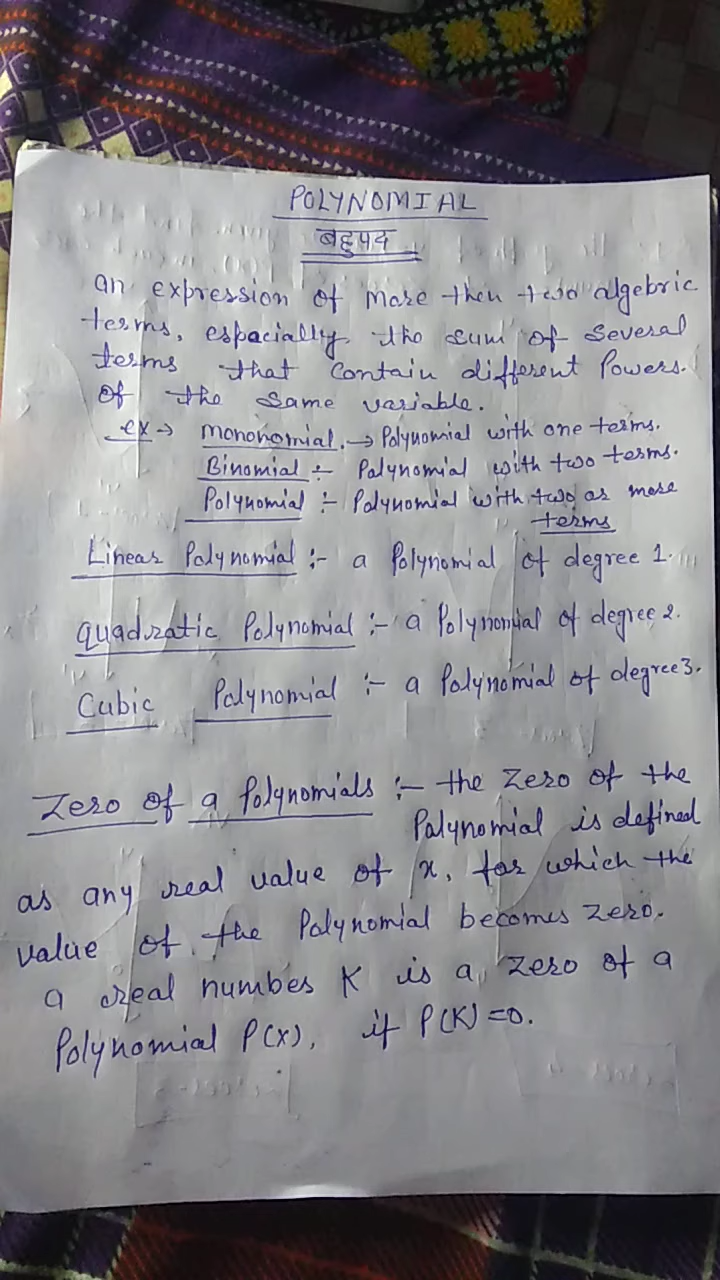 POLYNOMIAL
बहुपद
an expression of more then two algebric
terms, espacially the sum of several
terms that contain different Powers.
of the same variable.
ex → monohomial. → Polynomial with one terms.
Binomial :- Polynomial with two terms.
Polynomial :- Polynomial with two or more
terms
Linear Polynomial :- a Polynomial of degree 1.
quadratic Polynomial :- a Polynomial of degree 2.
Cubic Polynomial :- a Polynomial of degree 3.
Zero of a Polynomials :- the Zero of the
Polynomial is defined
as any real value of x, for which the
value of the Polynomial becomes Zero.
a real number K is a Zero of a
Polynomial P(x), if P(K) = 0.